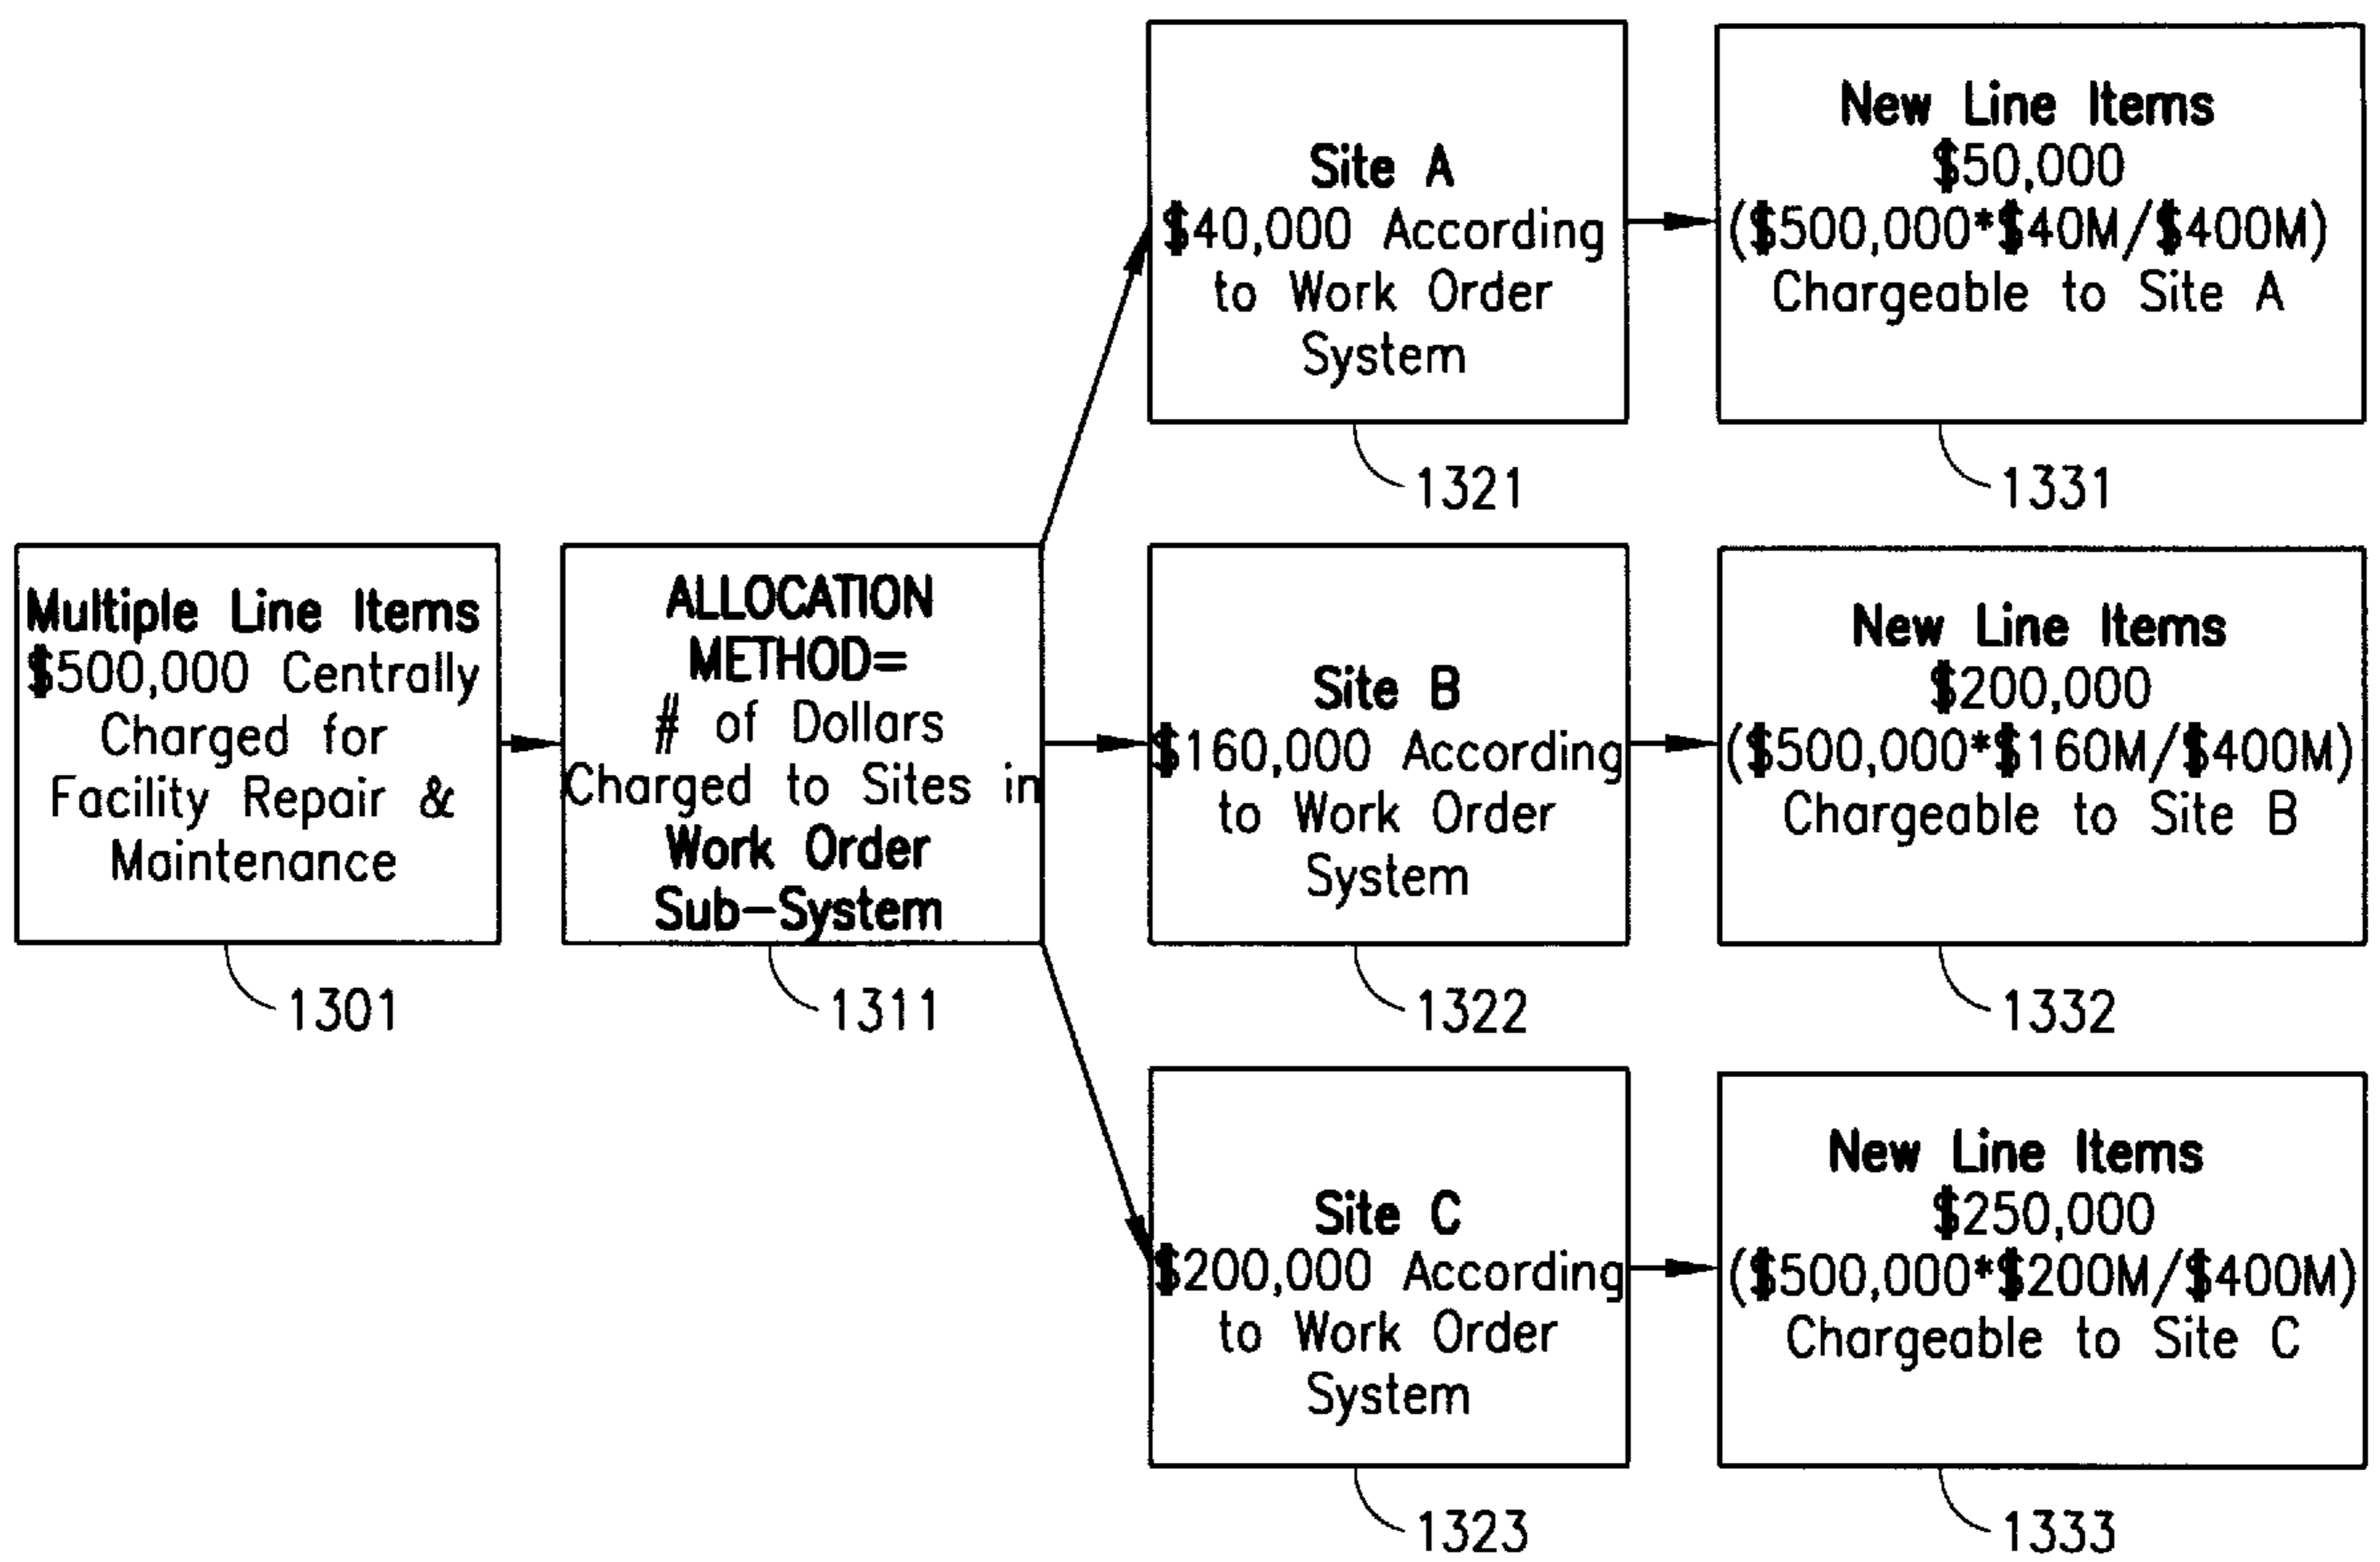 Multiple Line Items
$500,000 Centrally
Charged for
Facility Repair &
Maintenance
1301
ALLOCATION
METHOD=
# of Dollars
Charged to Sites in
Work Order
Sub-System
1311
Site A
$40,000 According
to Work Order
System
1321
New Line Items
$50,000
($500,000*$40M/$400M)
Chargeable to Site A
1331
Site B
$160,000 According
to Work Order
System
1322
New Line Items
$200,000
($500,000*$160M/$400M)
Chargeable to Site B
1332
Site C
$200,000 According
to Work Order
System
1323
New Line Items
$250,000
($500,000*$200M/$400M)
Chargeable to Site C
1333